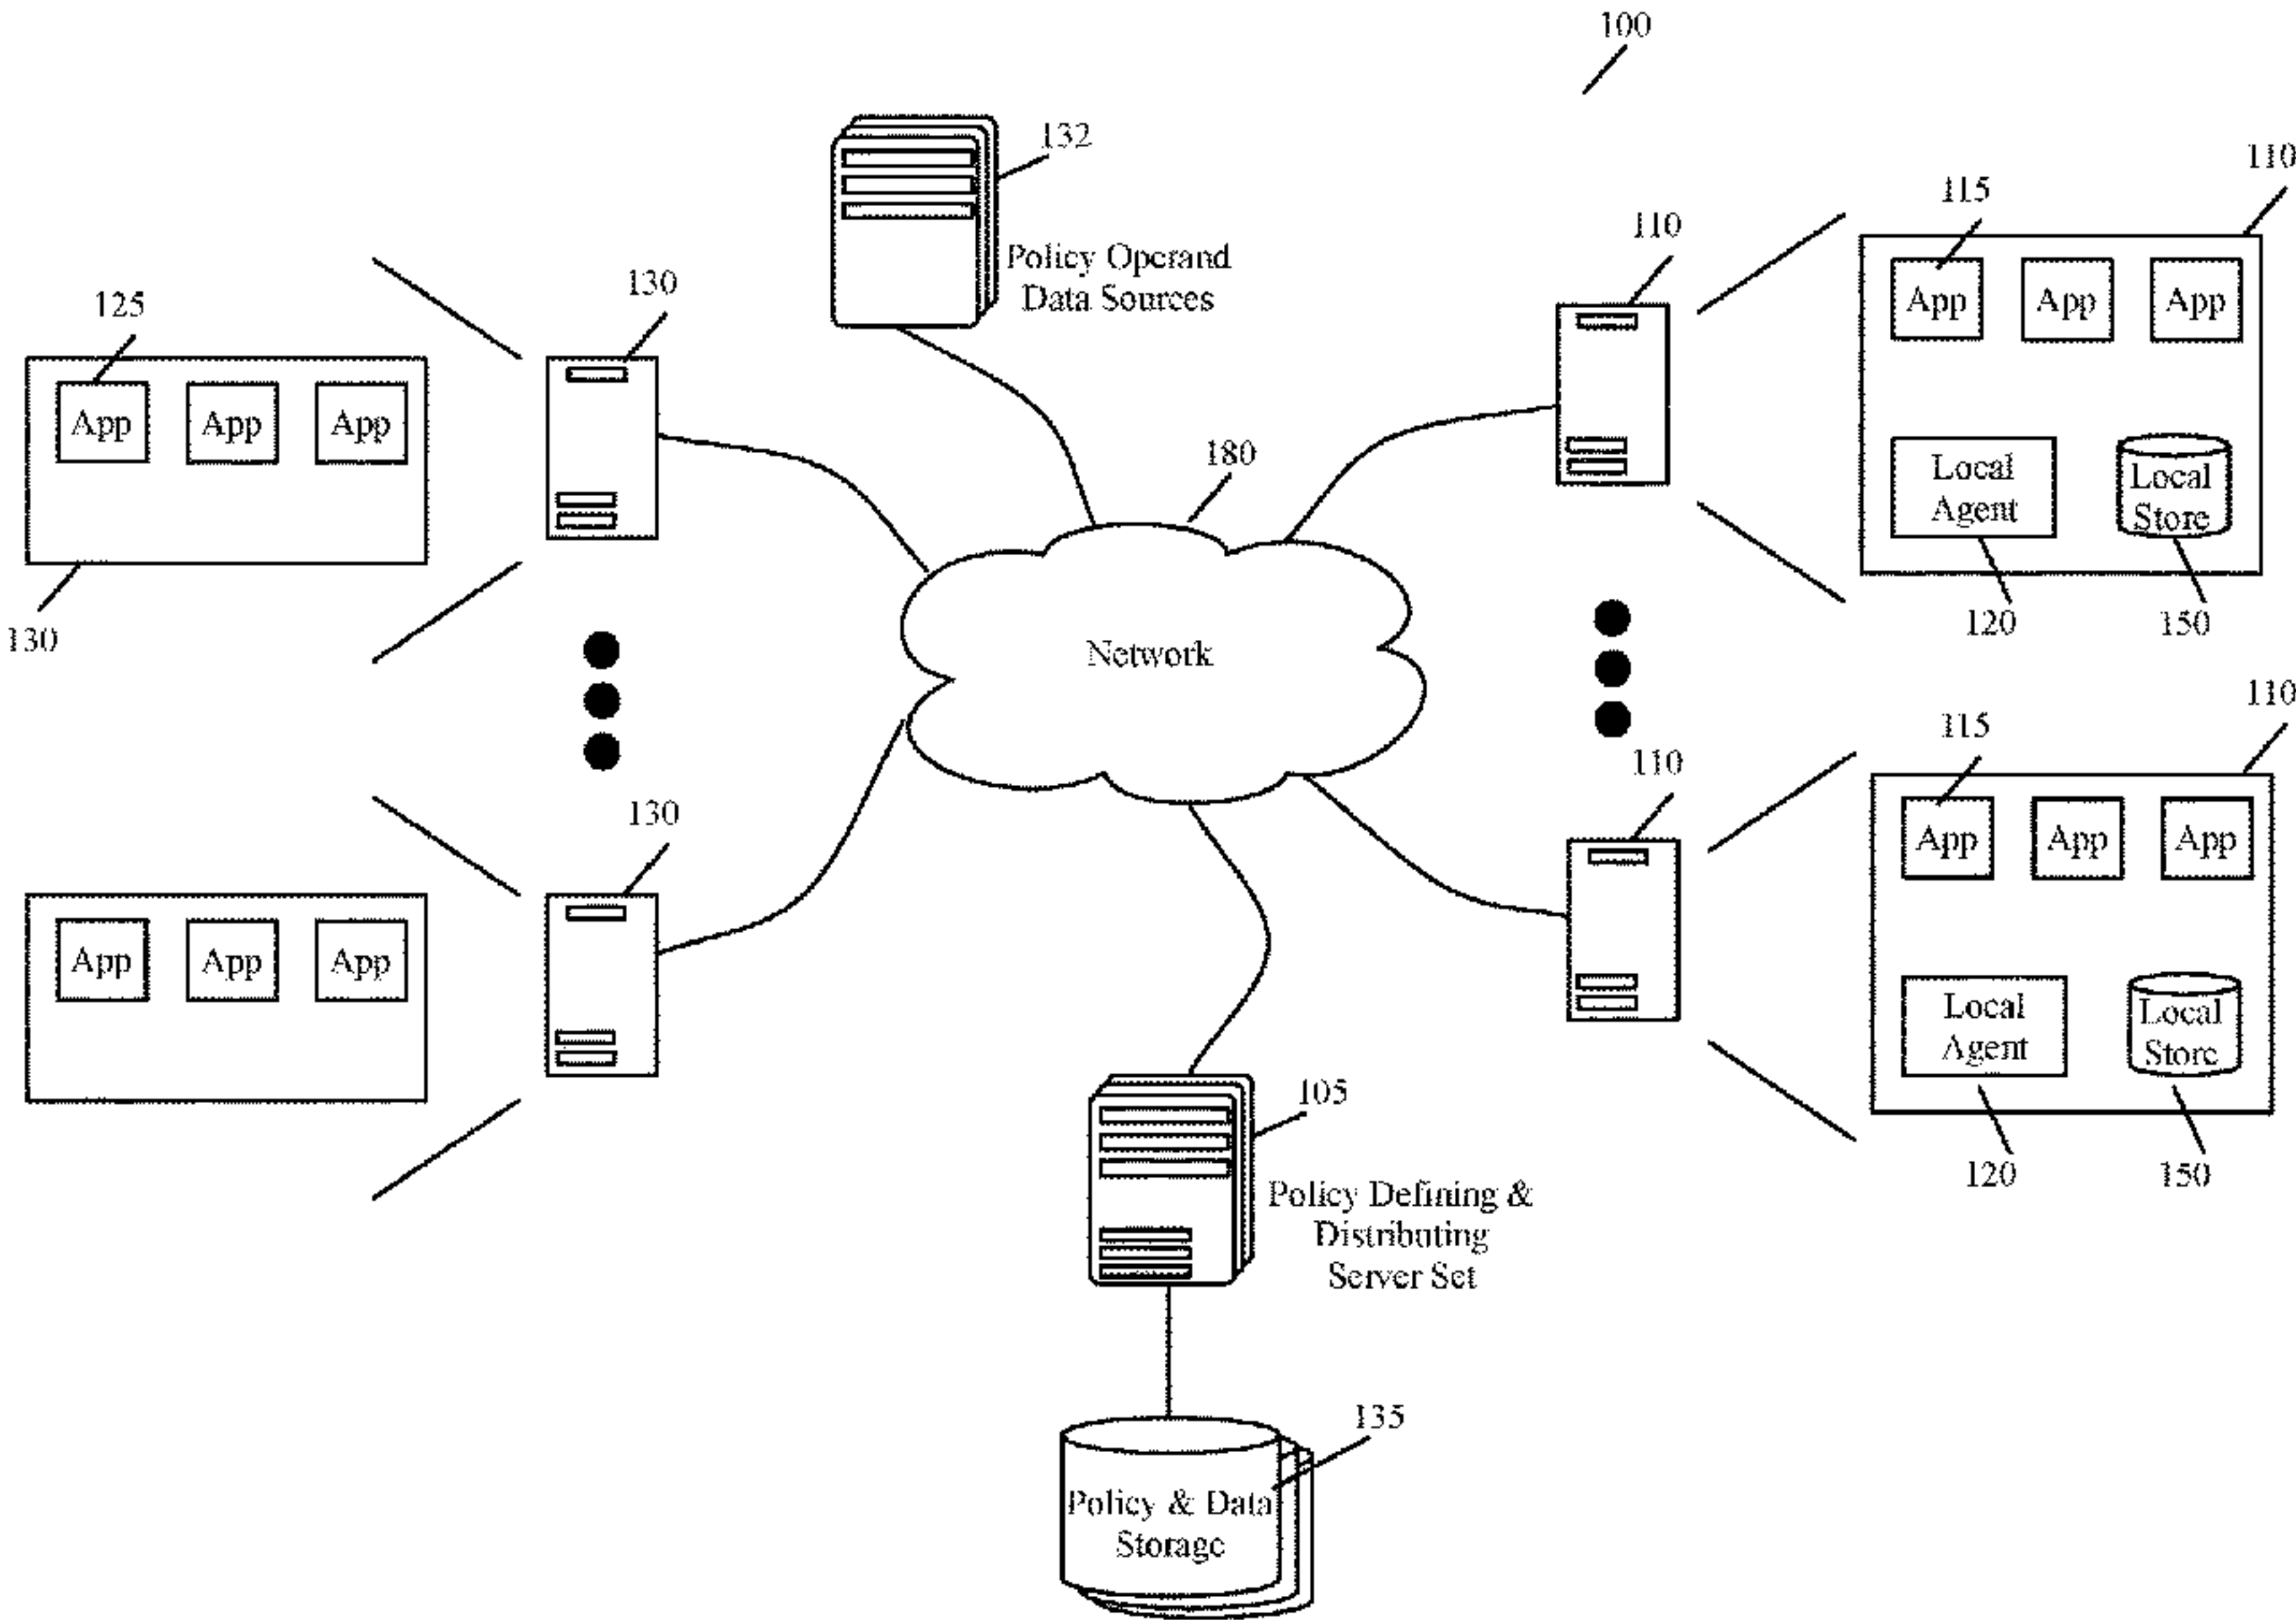 100
132
Policy Operand
Data Sources
110
115
110
App
App
App
Local
Agent
Local
Store
120
150
125
130
App
App
App
130
180
Network
110
115
110
App
App
App
Local
Agent
Local
Store
120
150
130
App
App
App
105
Policy Defining &
Distributing
Server Set
135
Policy & Data
Storage